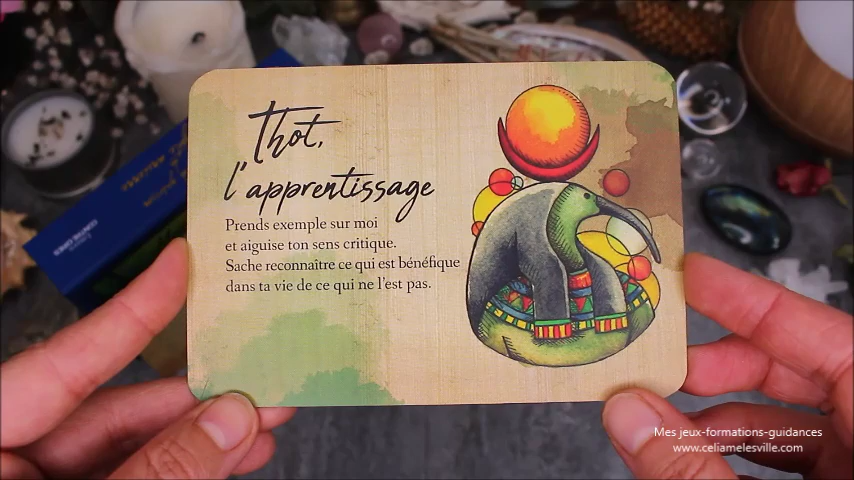 Thot,
l'apprentissage
Prends exemple sur moi
et aiguise ton sens critique.
Sache reconnaître ce qui est bénéfique
dans ta vie de ce qui ne l'est pas.
Mes jeux-formations-guidances
www.celiamelesville.com